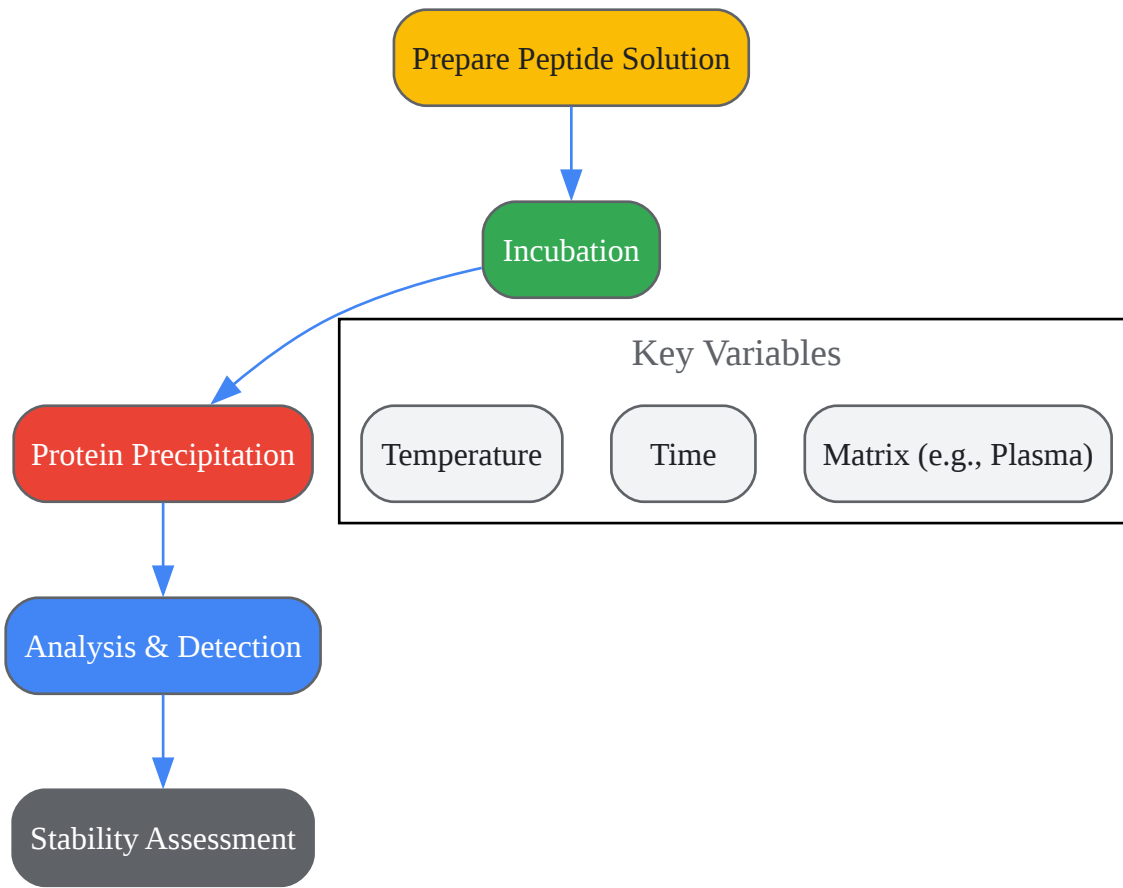 Prepare Peptide Solution
Incubation
Key Variables
Protein Precipitation
Temperature
Time
Matrix (e.g., Plasma)
Analysis & Detection
Stability Assessment